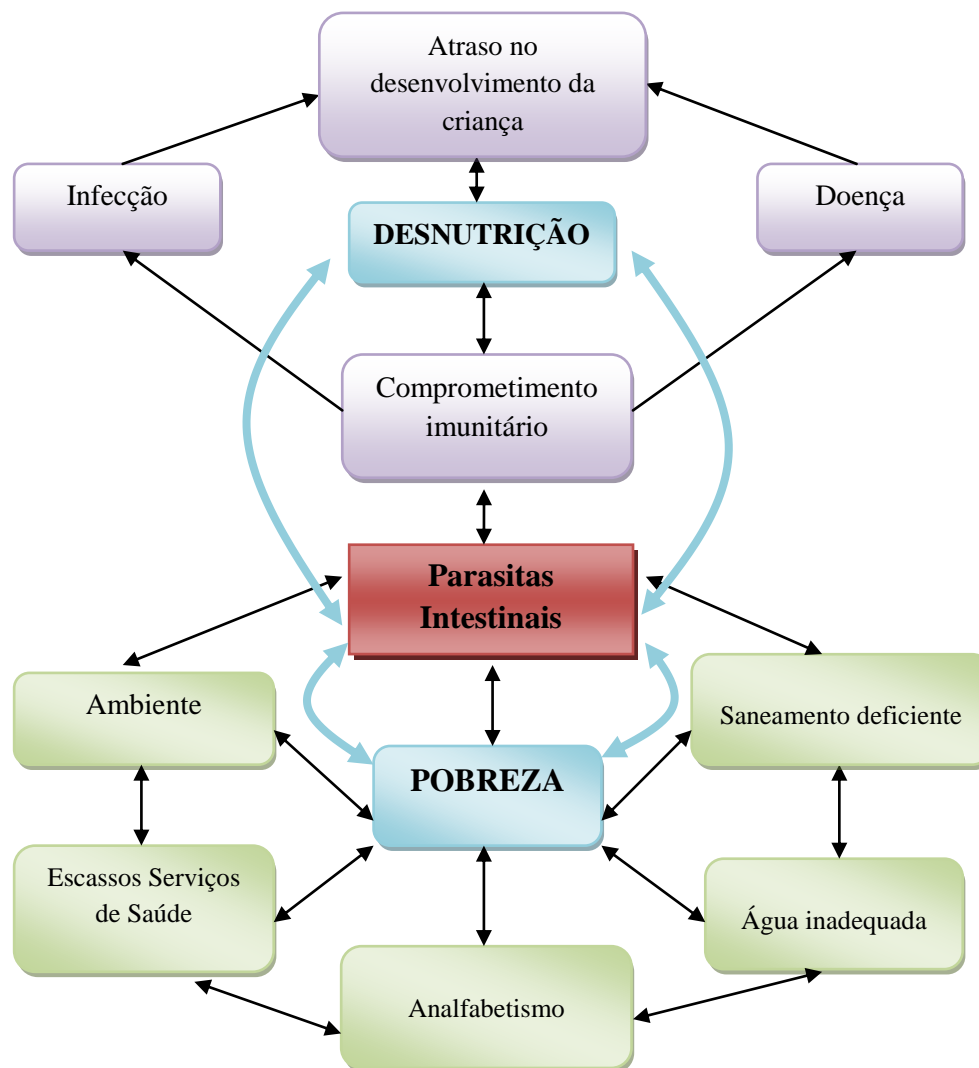 Atraso no
desenvolvimento da
criança
Infecção
Doença
DESNUTRIÇÃO
Comprometimento
imunitário
Parasitas
Intestinais
Ambiente
Saneamento deficiente
POBREZA
Escassos Serviços
de Saúde
Água inadequada
Analfabetismo